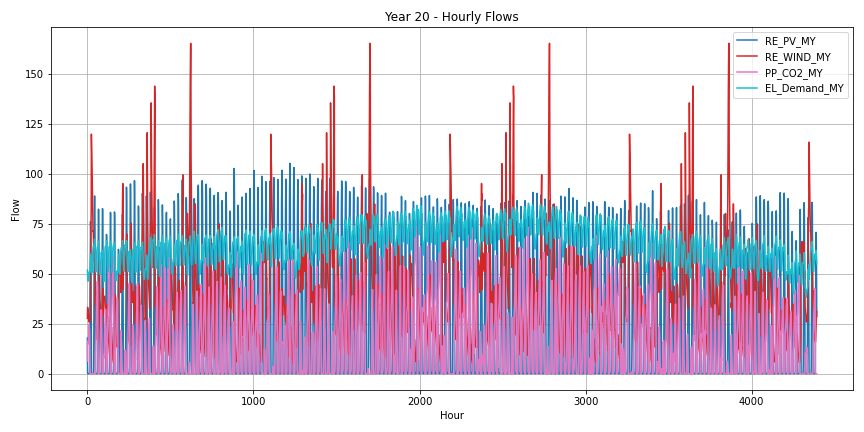 Year 20 - Hourly Flows
RE_PV_MY
RE_WIND_MY
PP_CO2_MY
EL_Demand_MY
150
125
100
75
50
25
0
Flow
0 1000 2000 3000 4000
Hour